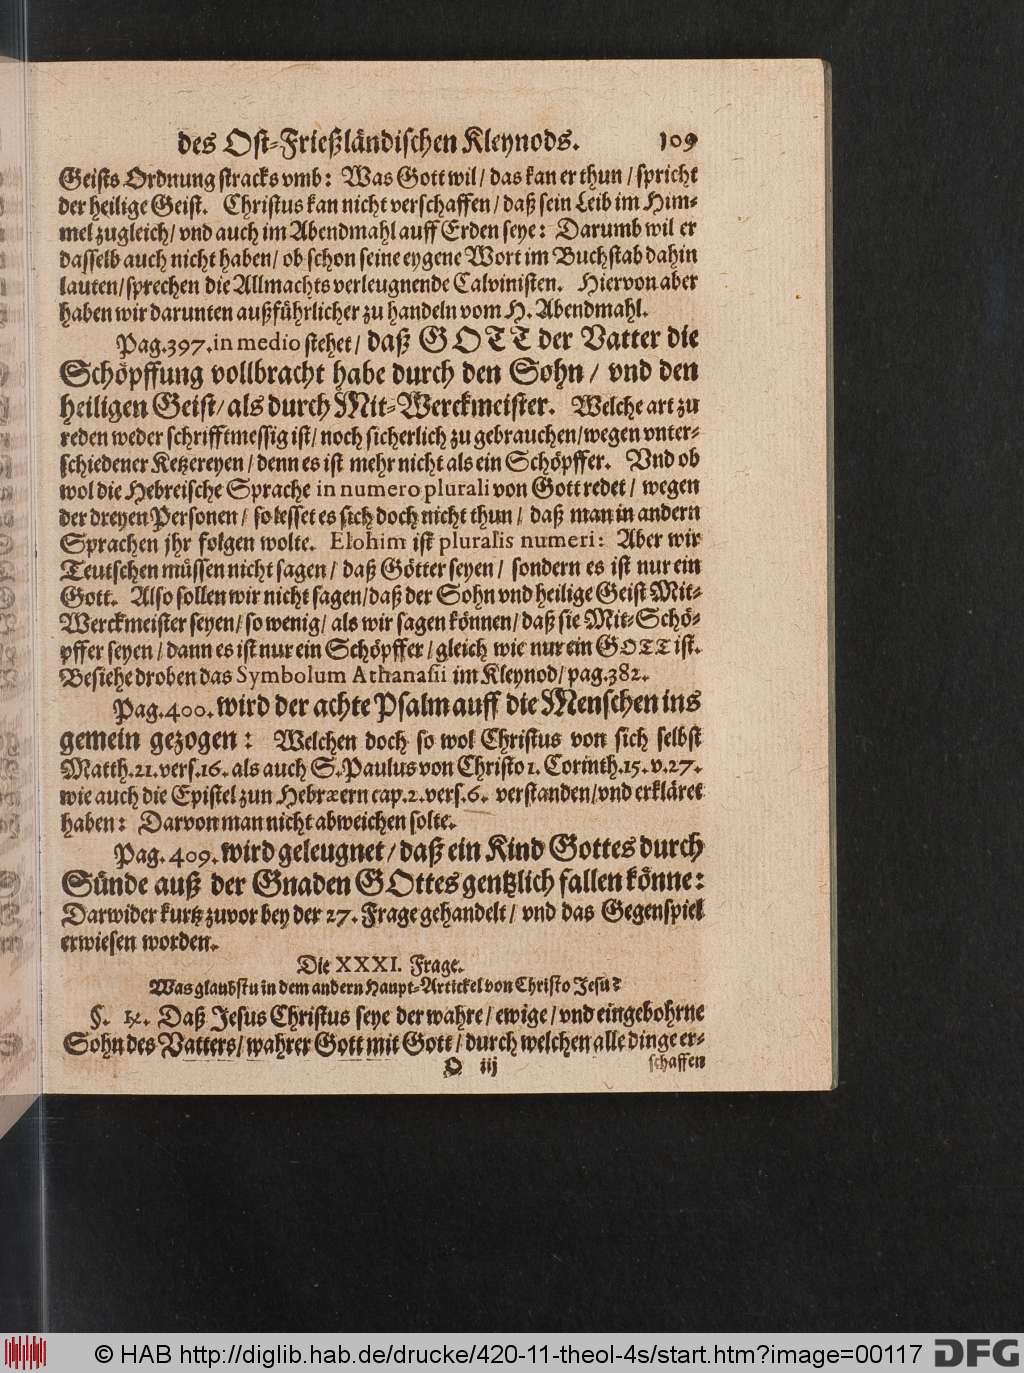 des Ost-Frießländischen Kleynods. 109
Geists Ordnung stracks vmb: Was Gott wil/ das kan er thun/ spricht
der heilige Geist. Christus kan nicht verschaffen/ daß sein Leib im Him-
mel zugleich/ vnd auch im Abendmahl auff Erden seye: Darumb wil er
dasselb auch nicht haben/ ob schon seine eygene Wort im Buchstab dahin
lauten/ sprechen die Allmachts verleugnende Calvinisten. Hiervon aber
haben wir darunten außführlicher zu handeln vom H. Abendmahl.
Pag. 397. in medio stehet/ daß GOTT der Vatter die
Schöpffung vollbracht habe durch den Sohn/ vnd den
heiligen Geist/ als durch Mit-Werckmeister. Welche art zu
reden weder schrifftmessig ist/ noch sicherlich zu gebrauchen/ wegen vnter-
schiedener Ketzereyen/ denn es ist mehr nicht als ein Schöpffer. Vnd ob
wol die Hebreische Sprache in numero plurali von Gott redet/ wegen
der dreyen Personen/ so lesset es sich doch nicht thun/ daß man in andern
Sprachen jhr folgen wolte. Elohim ist pluralis numeri: Aber wir
Teutschen müssen nicht sagen/ daß Götter seyen/ sondern es ist nur ein
Gott. Also sollen wir nicht sagen/ daß der Sohn vnd heilige Geist Mit-
Werckmeister seyen/ so wenig/ als wir sagen können/ daß sie Mit-Schö-
pffer seyen/ dann es ist nur ein Schöpffer/ gleich wie nur ein GOTT ist.
Besiehe droben das Symbolum Athanasii im Kleynod/ pag. 382.
Pag. 400. wird der achte Psalm auff die Menschen ins
gemein gezogen: Welchen doch so wol Christus von sich selbst
Matth. 21. vers. 16. als auch S. Paulus von Christo 1. Corinth. 15. v. 27.
wie auch die Epistel zun Hebræern cap. 2. vers. 6. verstanden/ vnd erkläret
haben: Darvon man nicht abweichen solte.
Pag. 409. wird geleugnet/ daß ein Kind Gottes durch
Sünde auß der Gnaden GOttes gentzlich fallen könne:
Darwider kurtz zuvor bey der 27. Frage gehandelt/ vnd das Gegenspiel
erwiesen worden.
Die XXXI. Frage.
Was glaubstu in dem andern Haupt-Artickel von Christo Jesu?
§. 1. Daß Jesus Christus seye der wahre/ ewige/ vnd eingebohrne
Sohn des Vatters/ wahrer Gott mit Gott/ durch welchen alle dinge er-
O iij schaffen
© HAB http://diglib.hab.de/drucke/420-11-theol-4s/start.htm?image=00117 DFG